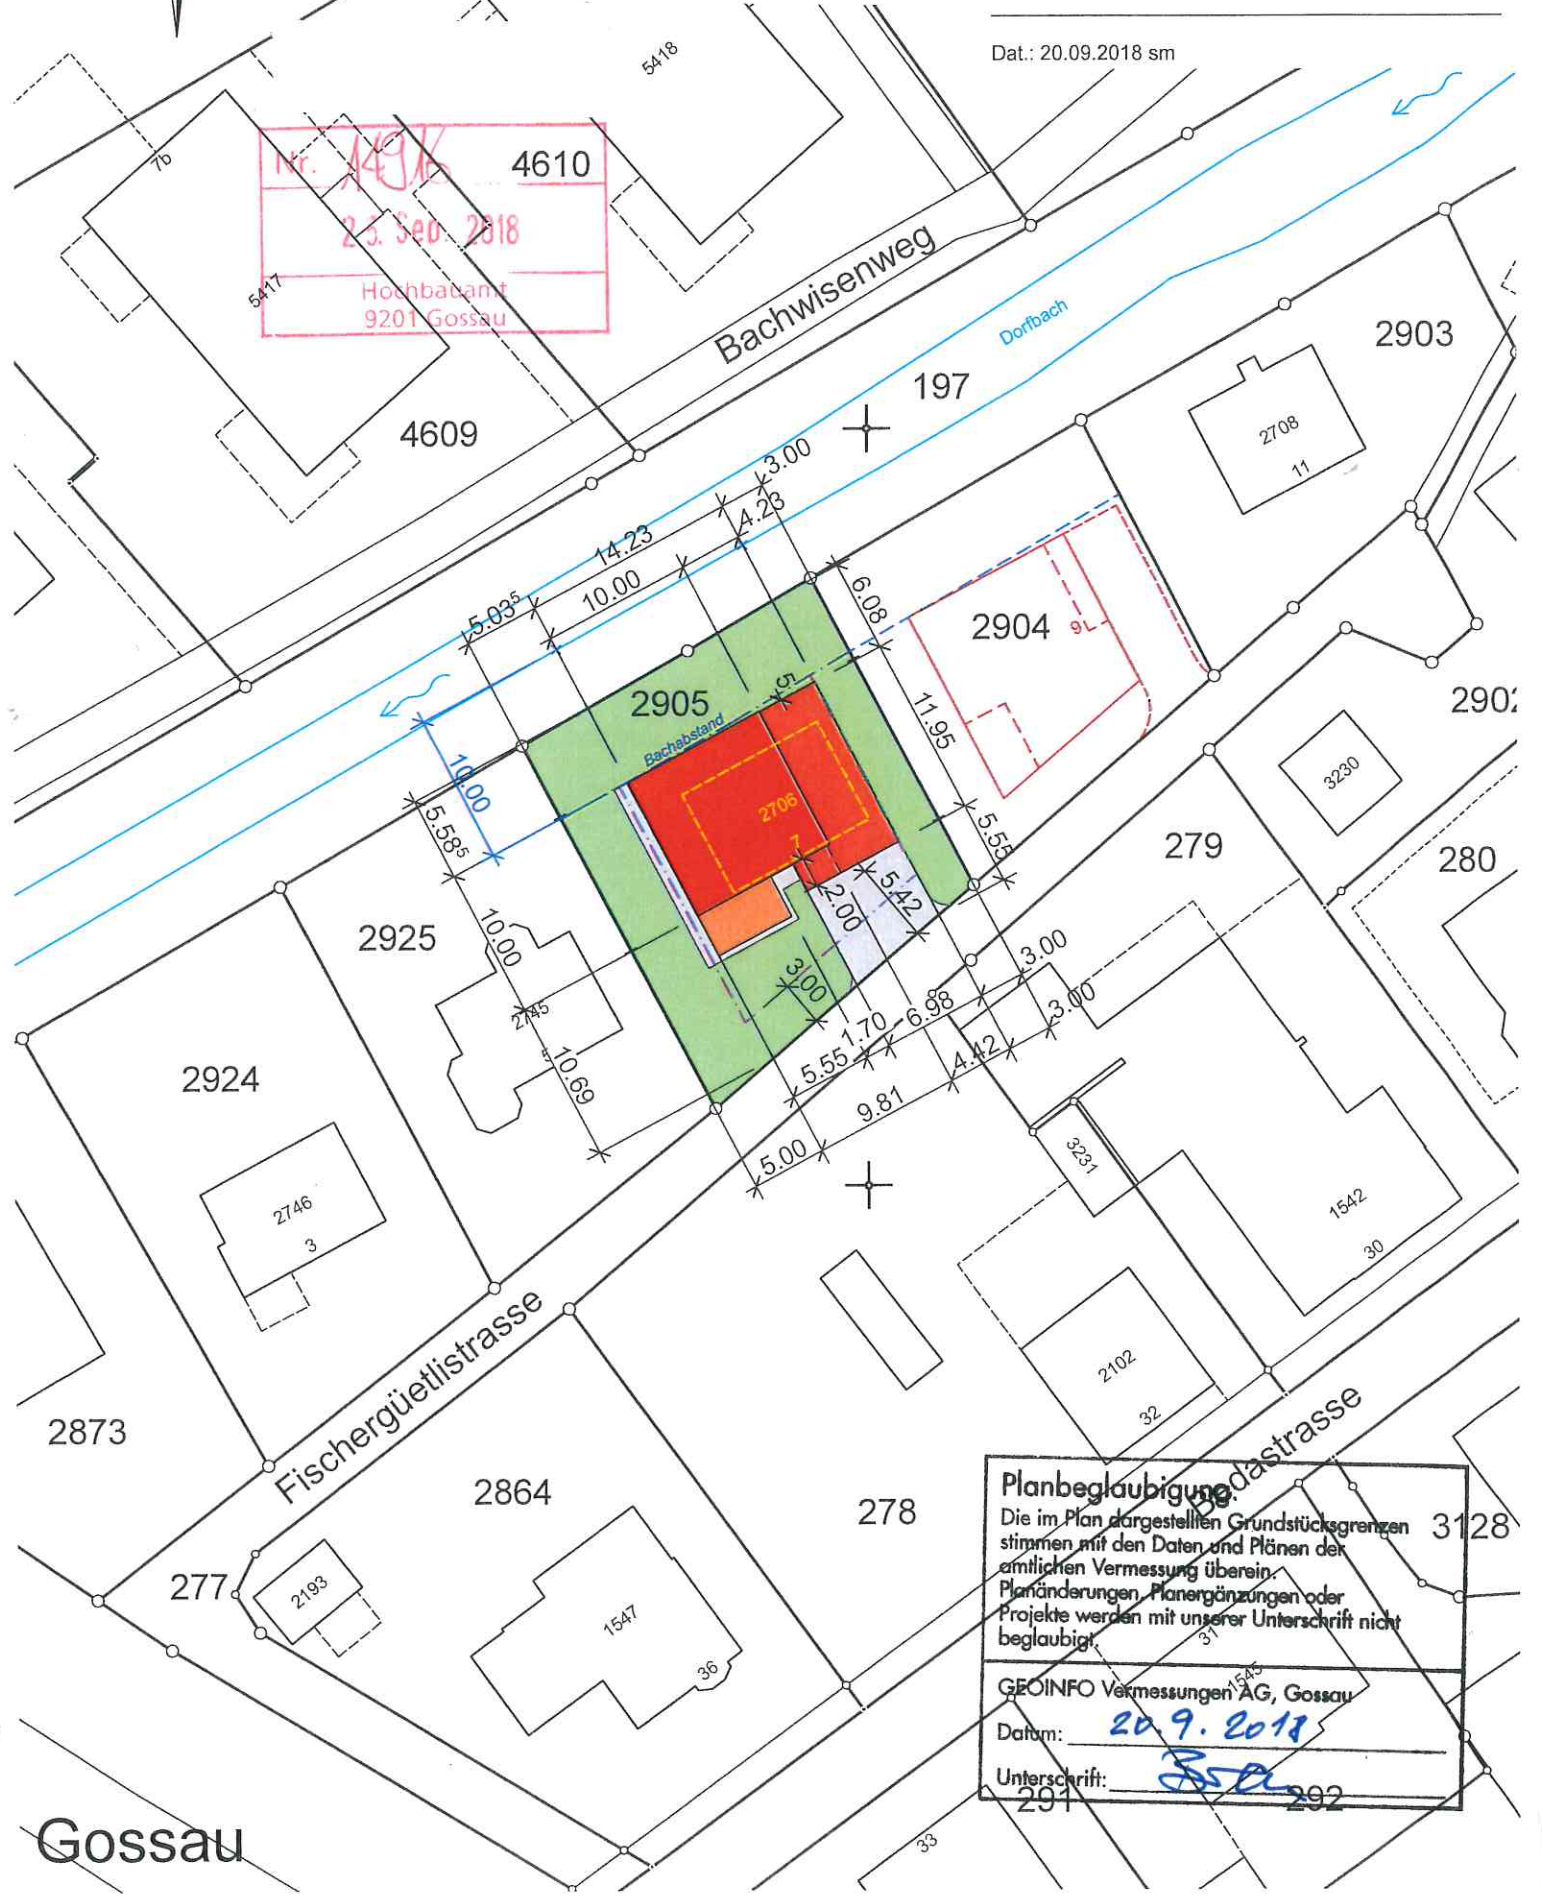 Dat.: 20.09.2018 sm
5418
7b
Nr. 14916
4610
25. Sep. 2018
Hochbauamt
9201 Gossau
5417
Bachwisenweg
Dorfbach
197
2903
2708
11
4609
3.00
4.23
14.23
10.00
5.03⁵
6.08
2904
9
2905
5
Bachabstand
11.95
2902
10.00
5.58⁵
2706
7
3230
279
280
5.55
5.42
2.00
2925
10.00
3.00
2745
5
10.69
3.00
6.98
3.00
1.70
5.55
4.42
9.81
5.00
2924
2746
3
3231
1542
30
2102
32
Fischergüetlistrasse
2873
2864
278
Bedastrasse
277
2193
1547
36
3128
Planbeglaubigung.
Die im Plan dargestellten Grundstücksgrenzen
stimmen mit den Daten und Plänen der
amtlichen Vermessung überein.
Planänderungen, Planergänzungen oder
Projekte werden mit unserer Unterschrift nicht
beglaubigt.
31
1545
GEOINFO Vermessungen AG, Gossau
Datum: 20.9.2018
Unterschrift:
291
292
33
Gossau